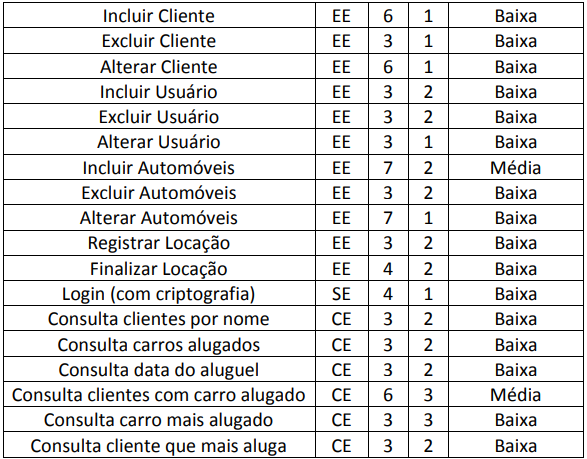 Incluir Cliente EE 6 1 Baixa
Excluir Cliente EE 3 1 Baixa
Alterar Cliente EE 6 1 Baixa
Incluir Usuário EE 3 2 Baixa
Excluir Usuário EE 3 2 Baixa
Alterar Usuário EE 3 1 Baixa
Incluir Automóveis EE 7 2 Média
Excluir Automóveis EE 3 2 Baixa
Alterar Automóveis EE 7 1 Baixa
Registrar Locação EE 3 2 Baixa
Finalizar Locação EE 4 2 Baixa
Login (com criptografia) SE 4 1 Baixa
Consulta clientes por nome CE 3 2 Baixa
Consulta carros alugados CE 3 2 Baixa
Consulta data do aluguel CE 3 2 Baixa
Consulta clientes com carro alugado CE 6 3 Média
Consulta carro mais alugado CE 3 3 Baixa
Consulta cliente que mais aluga CE 3 2 Baixa